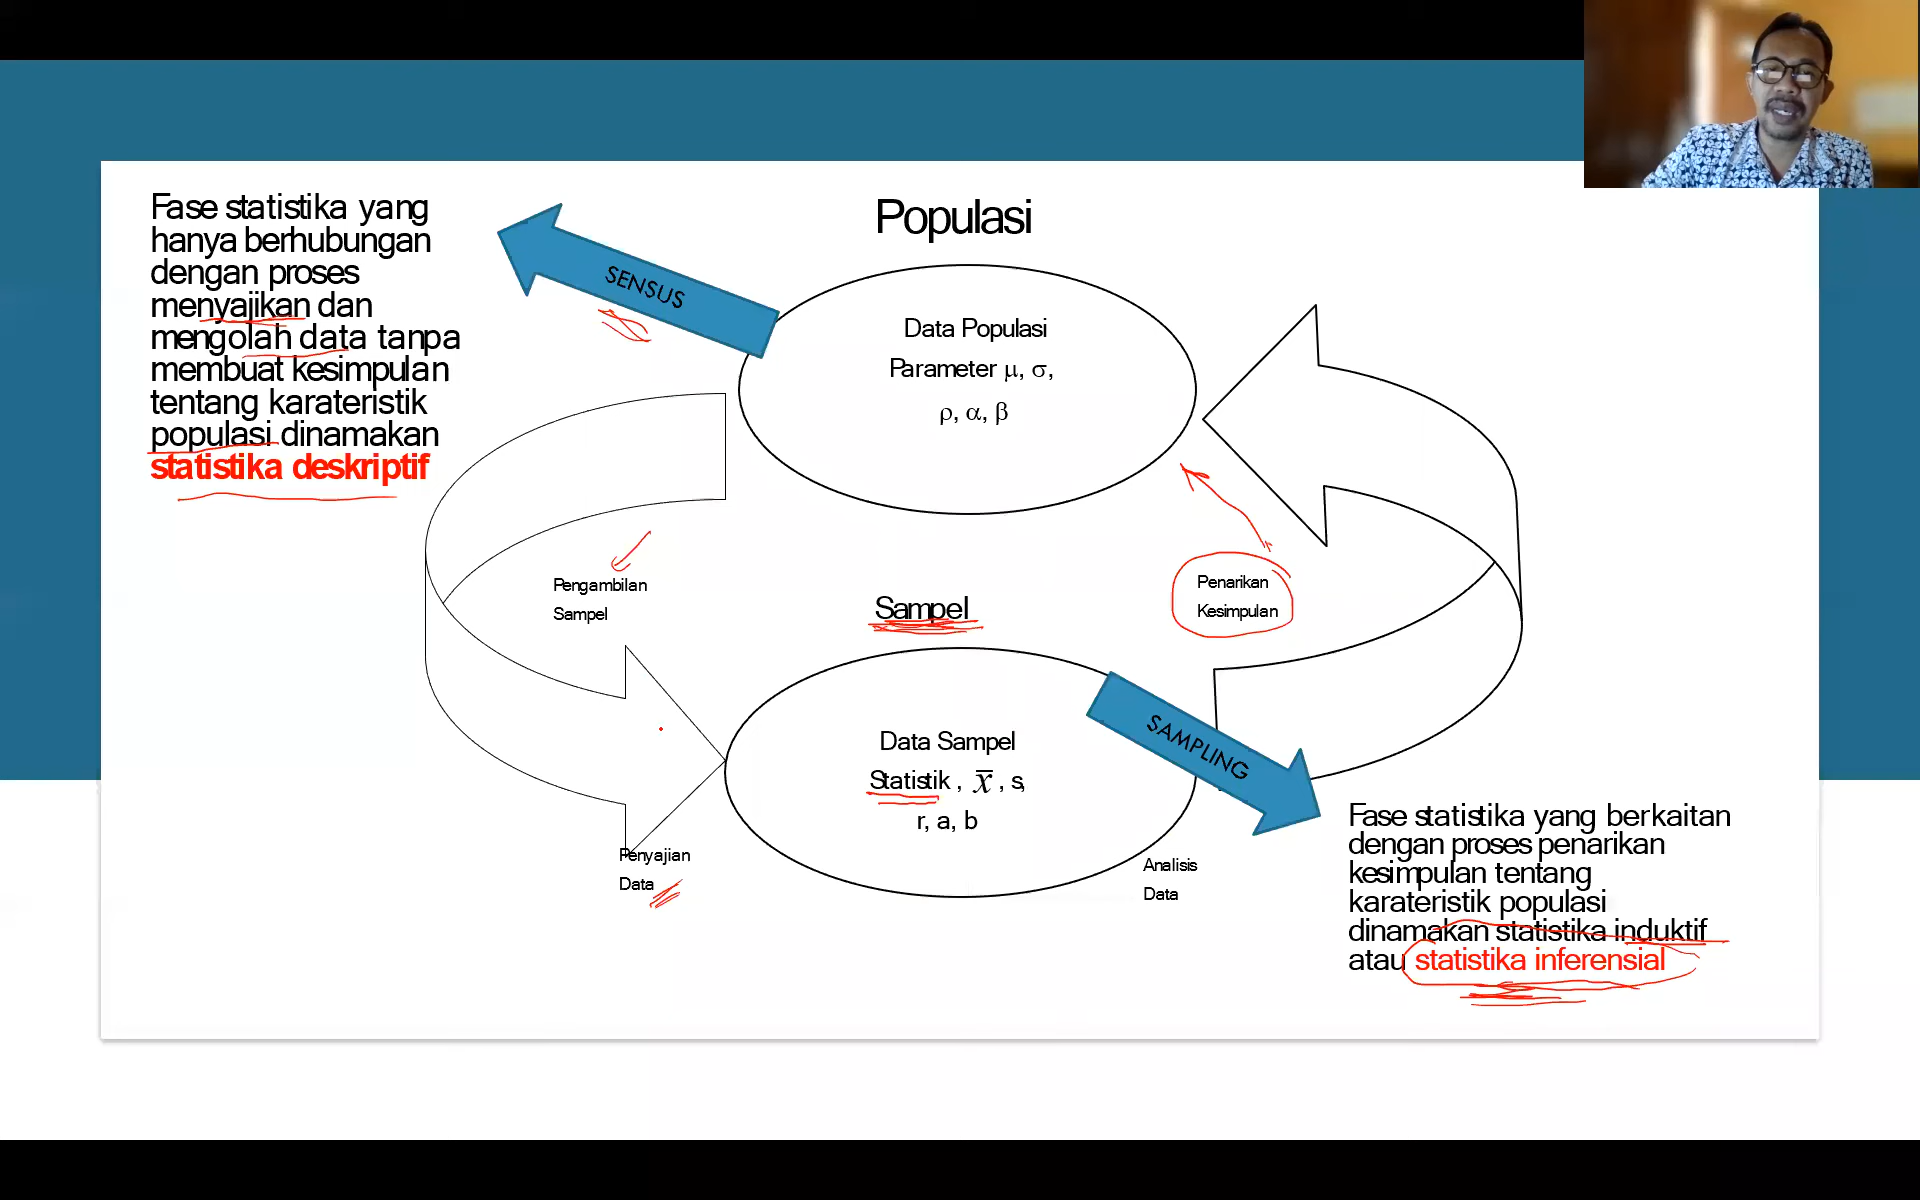 Fase statistika yang
hanya berhubungan
dengan proses
menyajikan dan
mengolah data tanpa
membuat kesimpulan
tentang karateristik
populasi dinamakan
statistika deskriptif
SENSUS
Populasi
Data Populasi
Parameter μ, σ,
ρ, α, β
Pengambilan
Sampel
Penarikan
Kesimpulan
Sampel
Data Sampel
Statistik , x̅ , s,
r, a, b
SAMPLING
Penyajian
Data
Analisis
Data
Fase statistika yang berkaitan
dengan proses penarikan
kesimpulan tentang
karateristik populasi
dinamakan statistika induktif
atau statistika inferensial